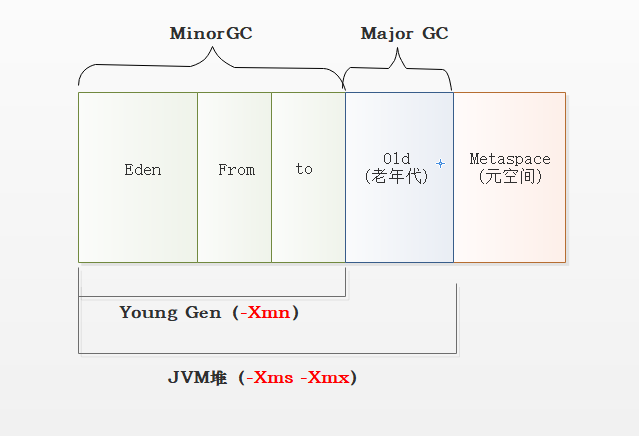 MinorGC
Major GC
Eden
From
to
Old
(老年代)
Metaspace
(元空间)
Young Gen (-Xmn)
JVM堆 (-Xms -Xmx)